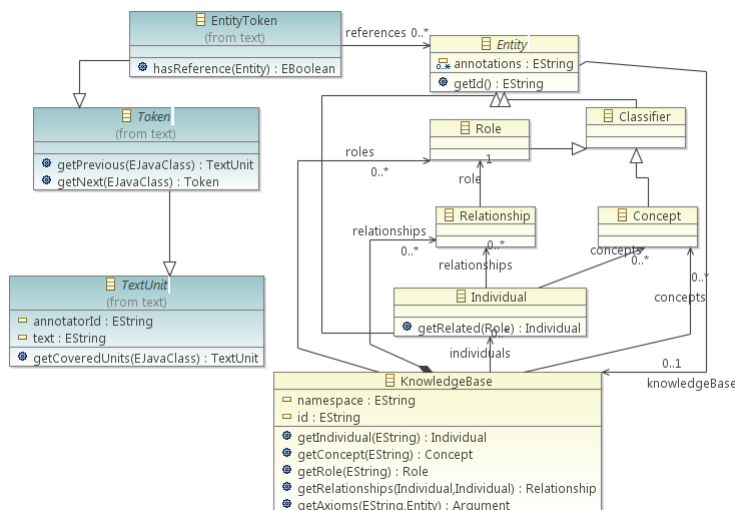 EntityToken
(from text)
hasReference(Entity) : EBoolean
references 0..*
Entity
0..* annotations : EString
getId() : EString
Token
(from text)
getPrevious(EJavaClass) : TextUnit
getNext(EJavaClass) : Token
Classifier
Role
roles
0..*
1
role
Relationship
Concept
relationships
0..*
0..*
relationships
concepts
0..*
0..*
concepts
TextUnit
(from text)
annotatorId : EString
text : EString
getCoveredUnits(EJavaClass) : TextUnit
Individual
getRelated(Role) : Individual
0..*
individuals
0..1
knowledgeBase
KnowledgeBase
namespace : EString
id : EString
getIndividual(EString) : Individual
getConcept(EString) : Concept
getRole(EString) : Role
getRelationships(Individual,Individual) : Relationship
getAxioms(EString,Entity) : Argument